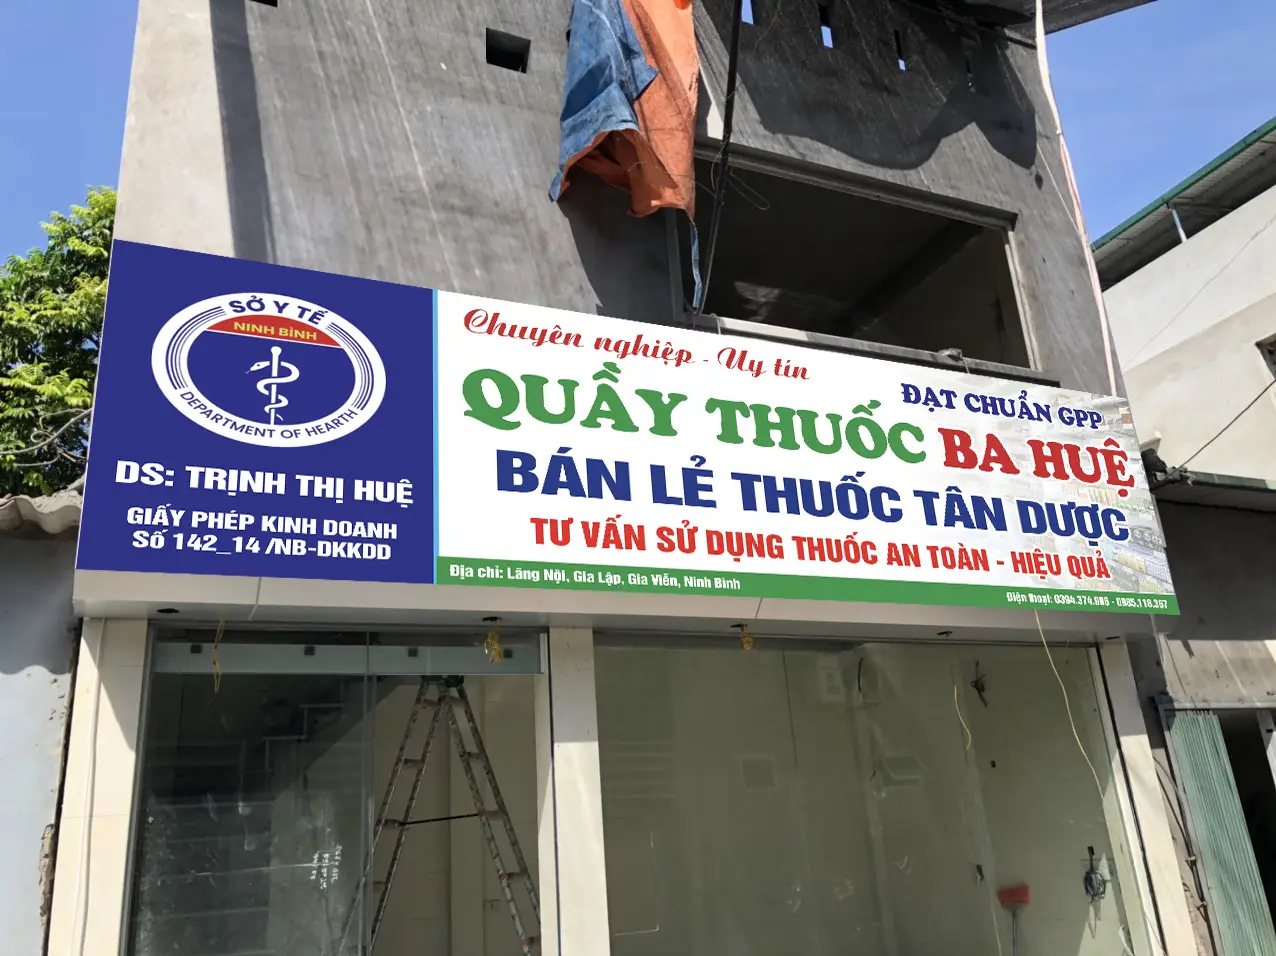 SỞ Y TẾ
NINH BÌNH
DEPARTMENT OF HEARTH
DS: TRỊNH THỊ HUỆ
GIẤY PHÉP KINH DOANH
Số 142_14 /NB-DKKDD
Chuyên nghiệp - Uy tín
ĐẠT CHUẨN GPP
QUẦY THUỐC BA HUỆ
BÁN LẺ THUỐC TÂN DƯỢC
TƯ VẤN SỬ DỤNG THUỐC AN TOÀN - HIỆU QUẢ
Địa chỉ: Lãng Nội, Gia Lập, Gia Viễn, Ninh Bình
Điện thoại: 0394.374.686 - 0985.118.357